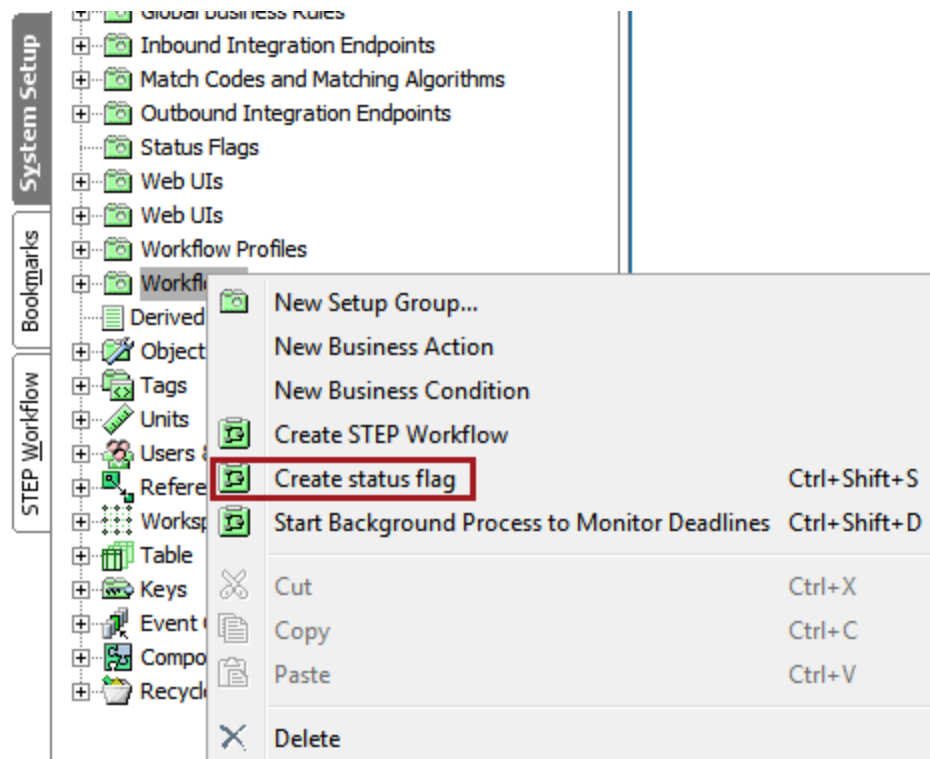 System Setup
Bookmarks
STEP Workflow
Global Business Rules
Inbound Integration Endpoints
Match Codes and Matching Algorithms
Outbound Integration Endpoints
Status Flags
Web UIs
Web UIs
Workflow Profiles
Workfl
Derived
Object
Tags
Units
Users
Refere
Worksp
Table
Keys
Event
Compo
Recycl
New Setup Group...
New Business Action
New Business Condition
Create STEP Workflow
Create status flag Ctrl+Shift+S
Start Background Process to Monitor Deadlines Ctrl+Shift+D
Cut Ctrl+X
Copy Ctrl+C
Paste Ctrl+V
Delete